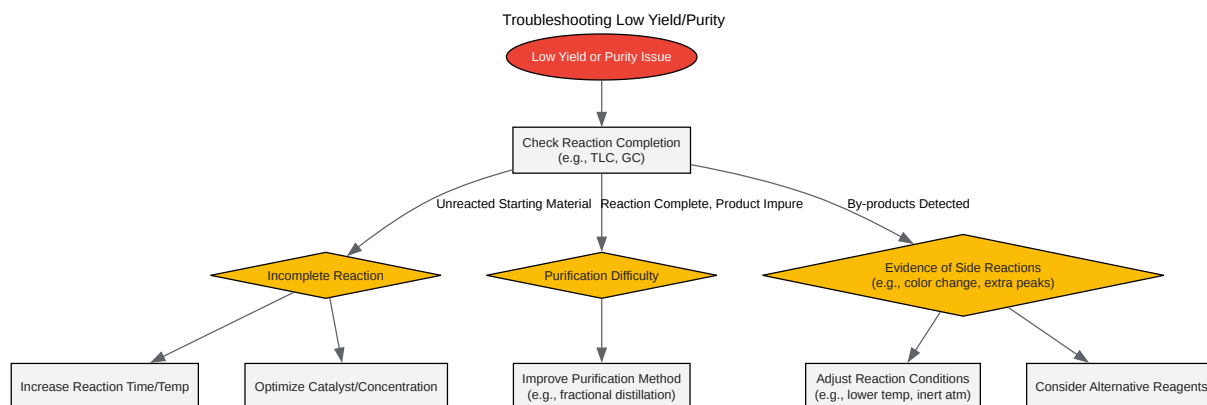 Troubleshooting Low Yield/Purity
Low Yield or Purity Issue
Check Reaction Completion
(e.g., TLC, GC)
Unreacted Starting Material
Reaction Complete, Product Impure
By-products Detected
Incomplete Reaction
Purification Difficulty
Evidence of Side Reactions
(e.g., color change, extra peaks)
Increase Reaction Time/Temp
Optimize Catalyst/Concentration
Improve Purification Method
(e.g., fractional distillation)
Adjust Reaction Conditions
(e.g., lower temp, inert atm)
Consider Alternative Reagents